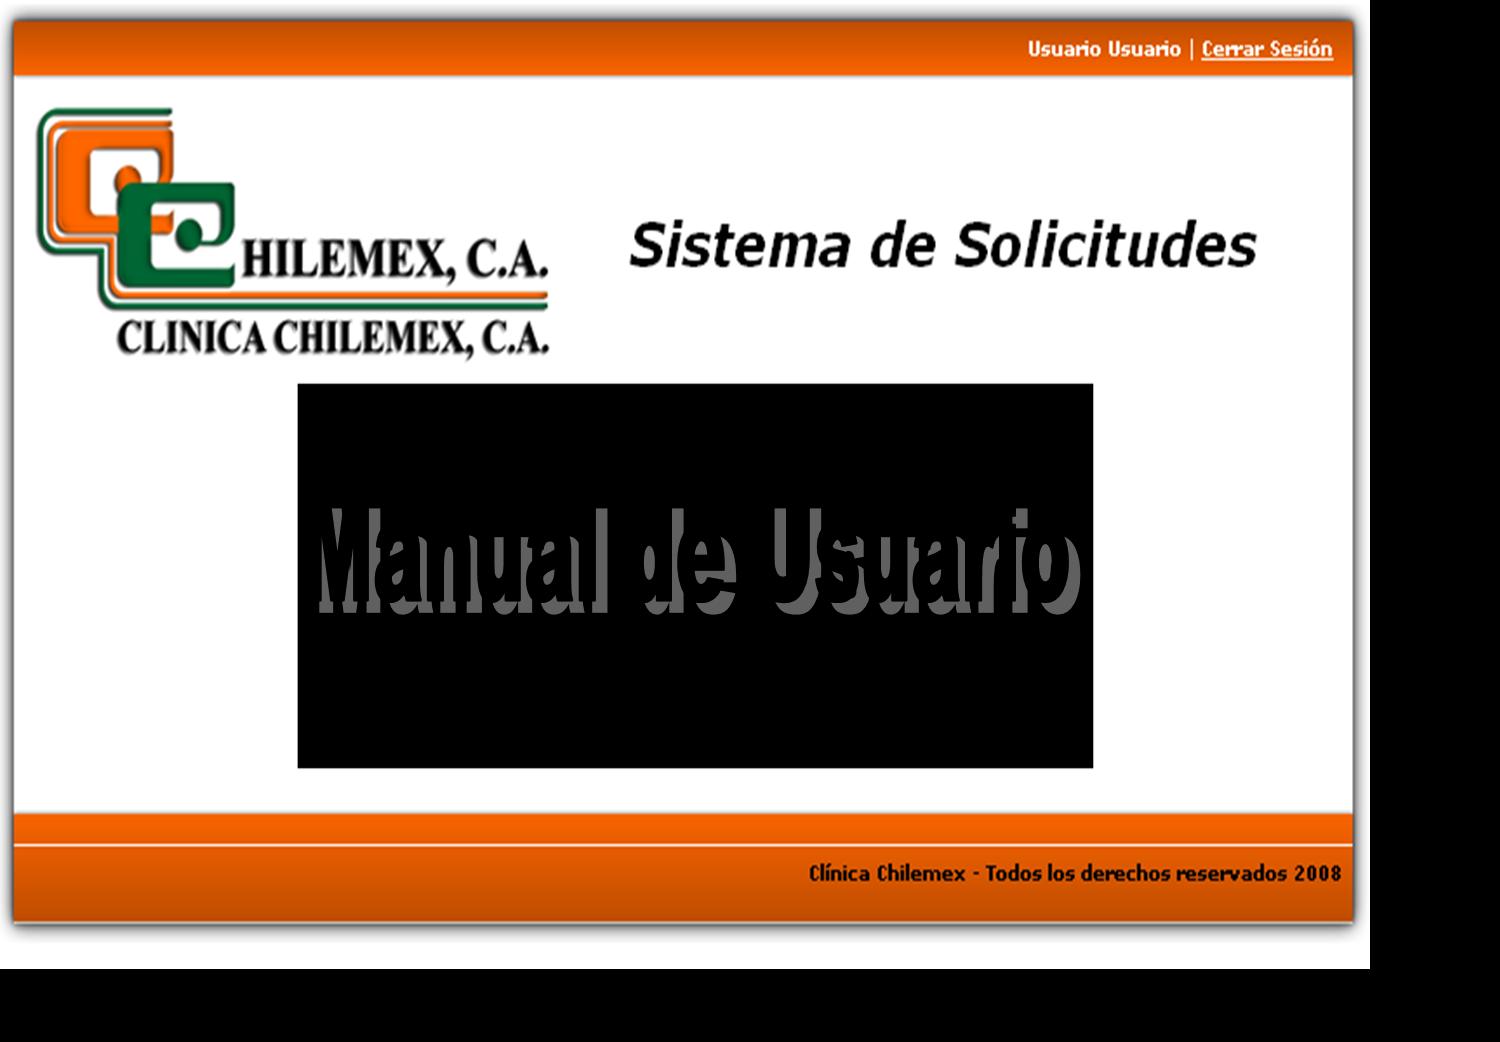 Usuario Usuario | Cerrar Sesión
HILEMEX, C.A.
CLINICA CHILEMEX, C.A.
Sistema de Solicitudes
Manual de Usuario
Clínica Chilemex - Todos los derechos reservados 2008